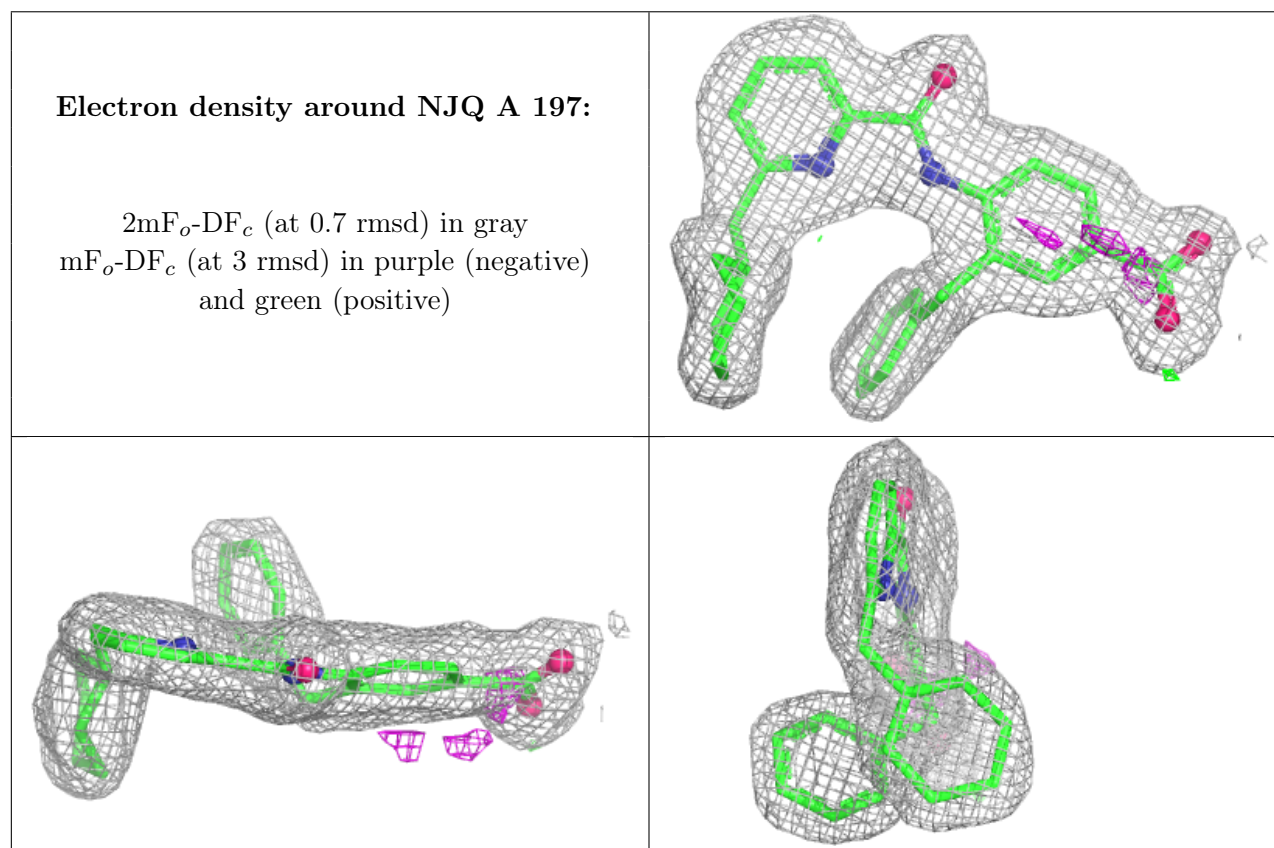 Electron density around NJQ A 197:
2mFo-DFc (at 0.7 rmsd) in gray
mFo-DFc (at 3 rmsd) in purple (negative)
and green (positive)